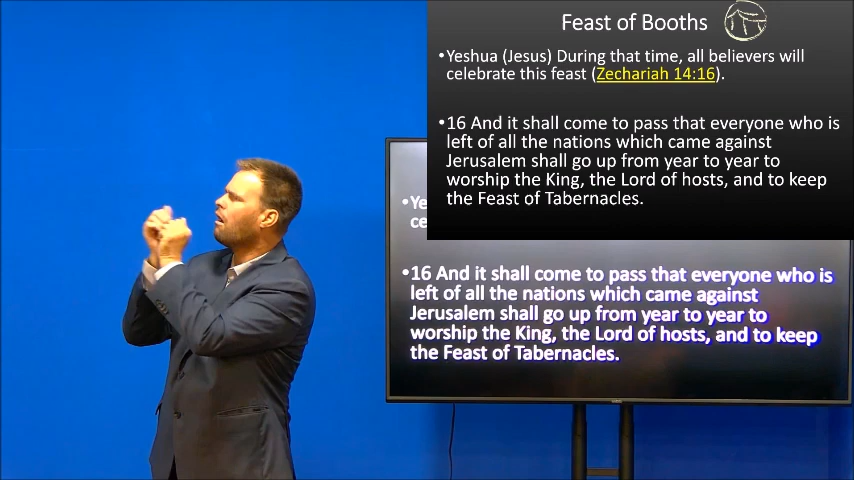 Feast of Booths
•Yeshua (Jesus) During that time, all believers will
celebrate this feast (Zechariah 14:16).
•16 And it shall come to pass that everyone who is
left of all the nations which came against
Jerusalem shall go up from year to year to
worship the King, the Lord of hosts, and to keep
the Feast of Tabernacles.
•Ye
ce
•16 And it shall come to pass that everyone who is
left of all the nations which came against
Jerusalem shall go up from year to year to
worship the King, the Lord of hosts, and to keep
the Feast of Tabernacles.